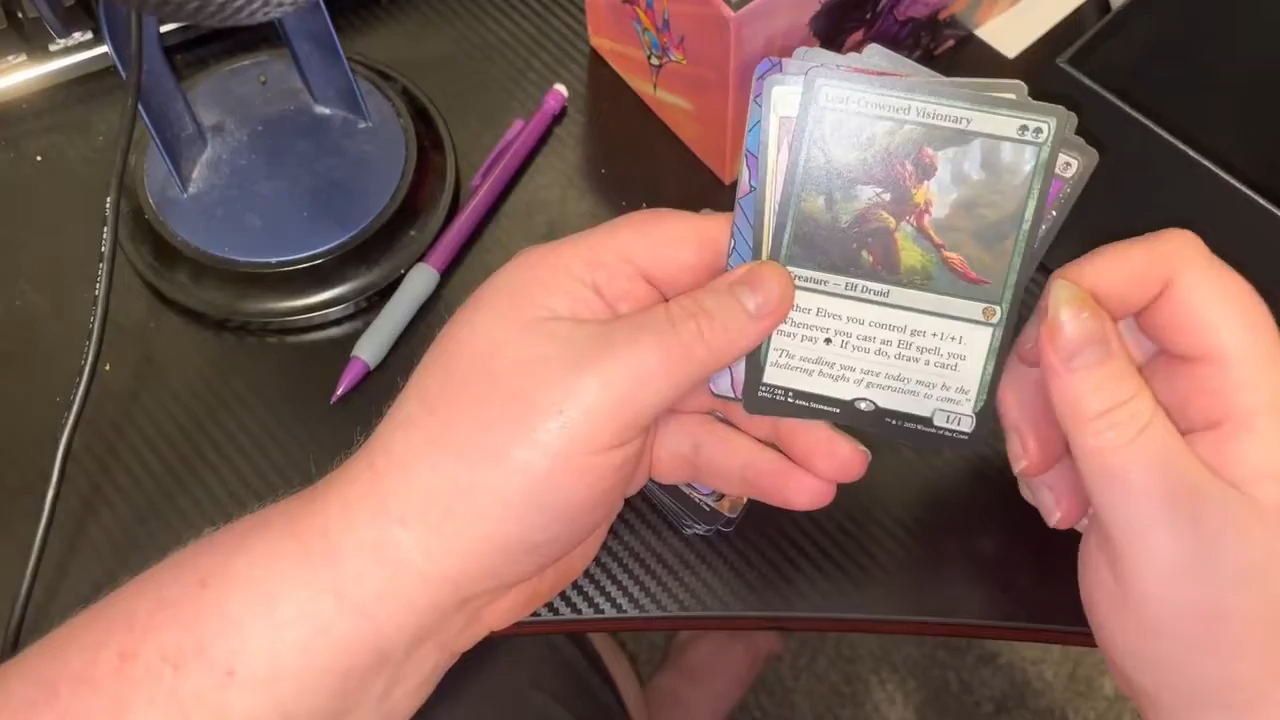 Leaf-Crowned Visionary
Creature — Elf Druid
ther Elves you control get +1/+1.
Whenever you cast an Elf spell, you
may pay . If you do, draw a card.
"The seedling you save today may be the
sheltering boughs of generations to come."
167/281 R
DMU • EN ANNA STEINBAUER
1/1
™ & © 2022 Wizards of the Coast